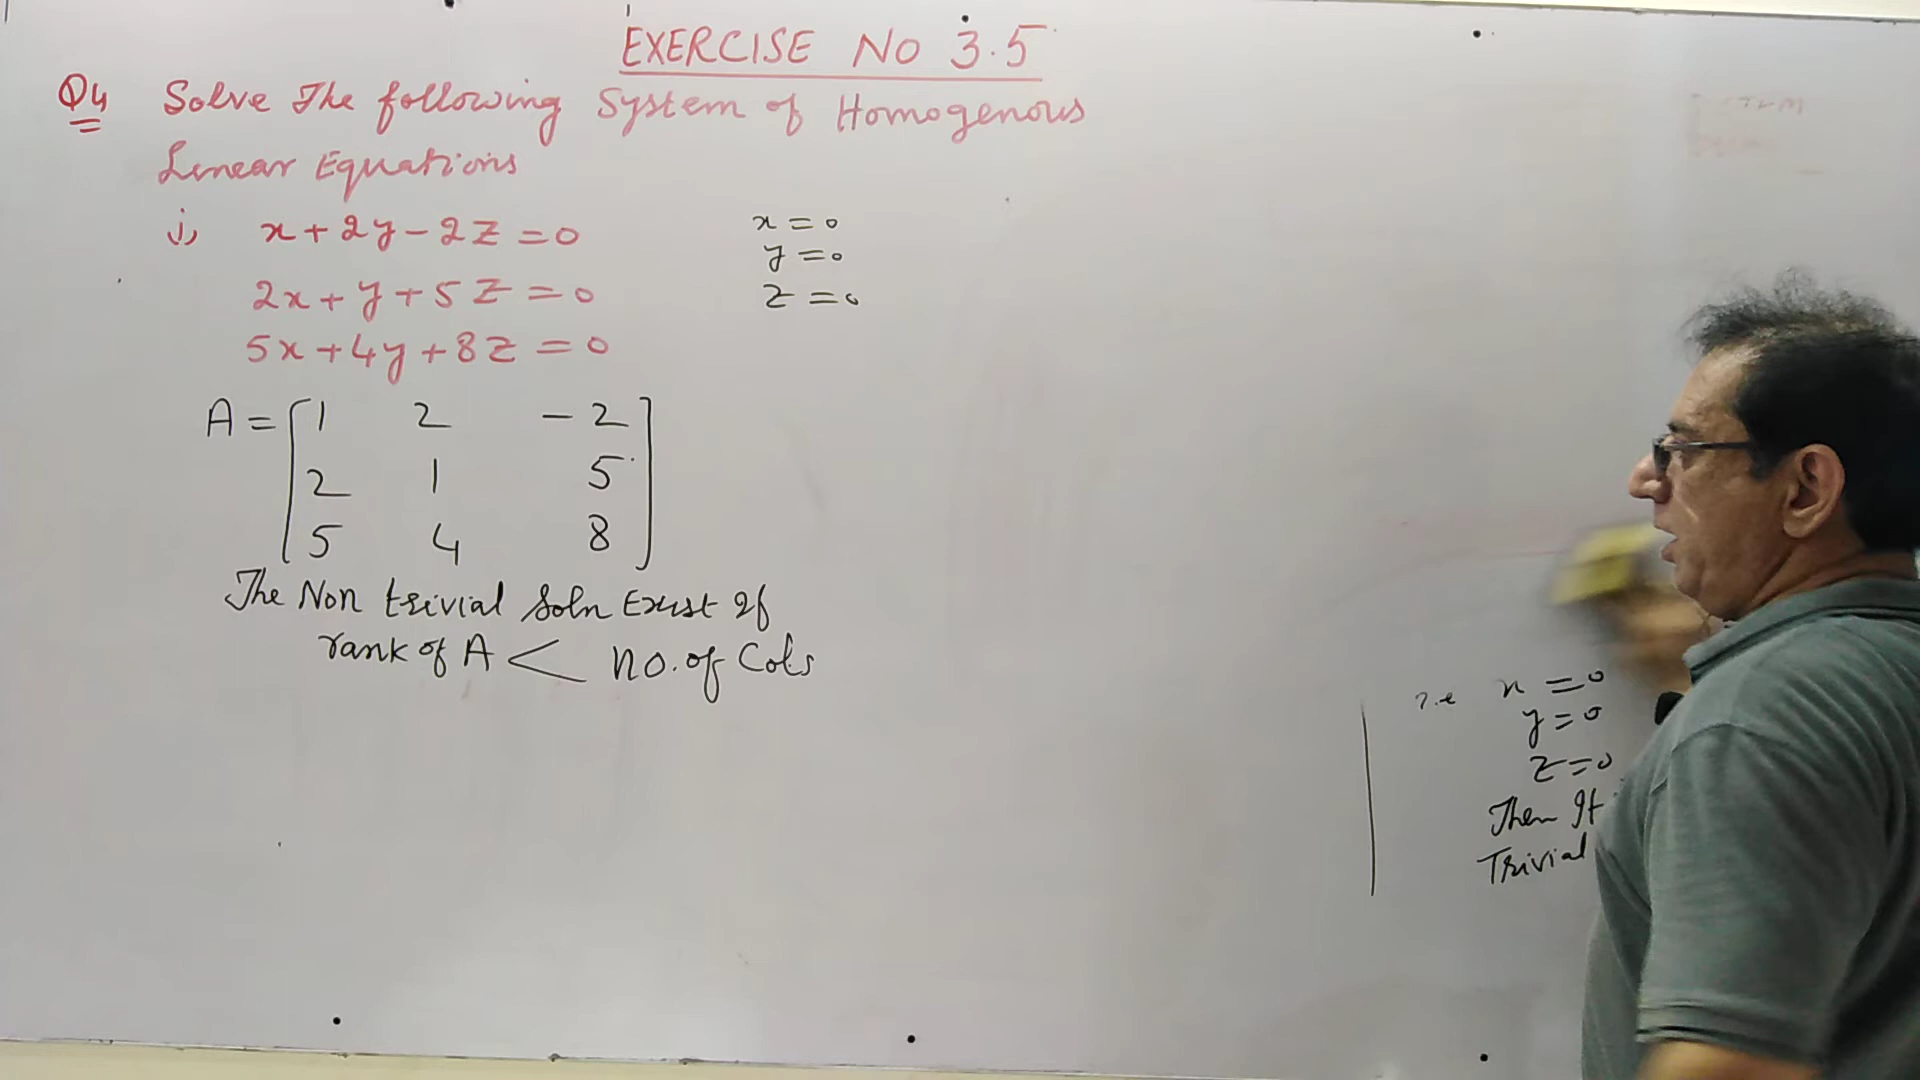 EXERCISE NO 3.5
Q4 Solve The following System of Homogenous
Linear Equations
i) x+2y-2z=0
2x+y+5z=0
5x+4y+8z=0
x=0
y=0
z=0
A=[1 2 -2
2 1 5
5 4 8]
The Non trivial Soln Exist If
rank of A < no. of Cols
i.e x=0
y=0
z=0
Then It
Trivial